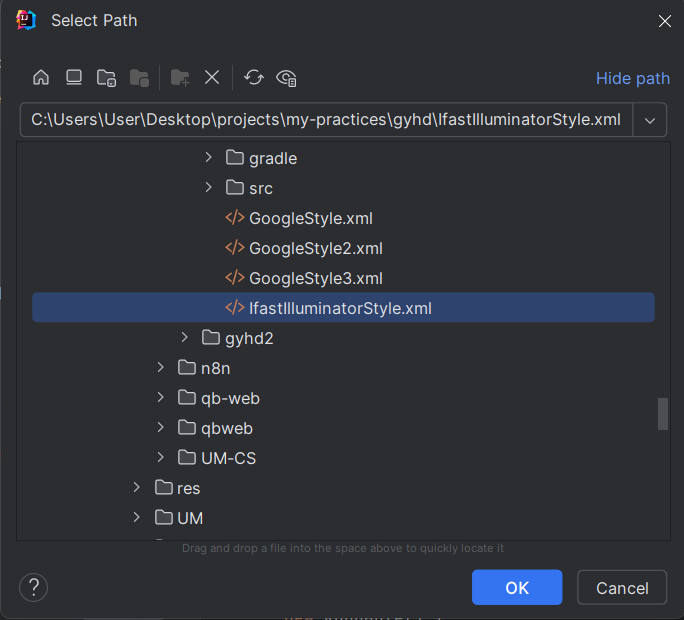 Select Path
Hide path
C:\Users\User\Desktop\projects\my-practices\gyhd\IfastIlluminatorStyle.xml
gradle
src
GoogleStyle.xml
GoogleStyle2.xml
GoogleStyle3.xml
IfastIlluminatorStyle.xml
gyhd2
n8n
qb-web
qbweb
UM-CS
res
UM
Drag and drop a file into the space above to quickly locate it
?
OK
Cancel